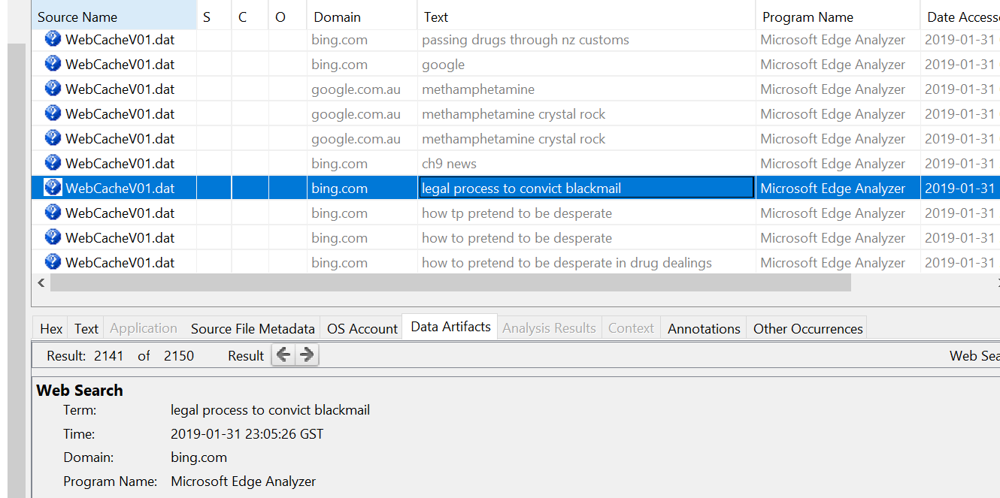 Source Name S C O Domain Text Program Name Date Access
WebCacheV01.dat bing.com passing drugs through nz customs Microsoft Edge Analyzer 2019-01-31
WebCacheV01.dat bing.com google Microsoft Edge Analyzer 2019-01-31
WebCacheV01.dat google.com.au methamphetamine Microsoft Edge Analyzer 2019-01-31
WebCacheV01.dat google.com.au methamphetamine crystal rock Microsoft Edge Analyzer 2019-01-31
WebCacheV01.dat google.com.au methamphetamine crystal rock Microsoft Edge Analyzer 2019-01-31
WebCacheV01.dat bing.com ch9 news Microsoft Edge Analyzer 2019-01-31
WebCacheV01.dat bing.com legal process to convict blackmail Microsoft Edge Analyzer 2019-01-31
WebCacheV01.dat bing.com how tp pretend to be desperate Microsoft Edge Analyzer 2019-01-31
WebCacheV01.dat bing.com how to pretend to be desperate Microsoft Edge Analyzer 2019-01-31
WebCacheV01.dat bing.com how to pretend to be desperate in drug dealings Microsoft Edge Analyzer 2019-01-31
Hex Text Application Source File Metadata OS Account Data Artifacts Analysis Results Context Annotations Other Occurrences
Result: 2141 of 2150 Result Web Sea
Web Search
Term: legal process to convict blackmail
Time: 2019-01-31 23:05:26 GST
Domain: bing.com
Program Name: Microsoft Edge Analyzer